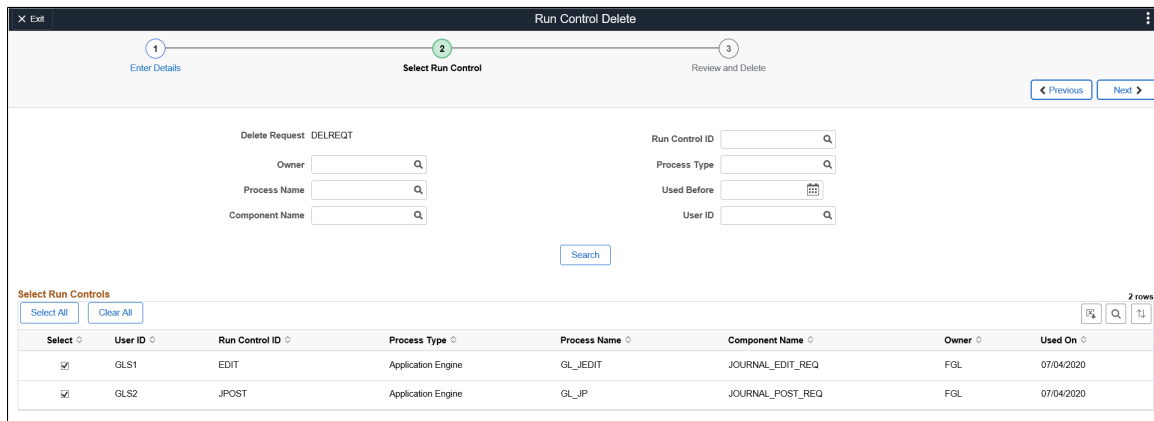 Exit Run Control Delete
1 2 3
Enter Details Select Run Control Review and Delete
Previous Next
Delete Request DELREQT Run Control ID
Owner Process Type
Process Name Used Before
Component Name User ID
Search
Select Run Controls 2 rows
Select All Clear All
Select User ID Run Control ID Process Type Process Name Component Name Owner Used On
GLS1 EDIT Application Engine GL_JEDIT JOURNAL_EDIT_REQ FGL 07/04/2020
GLS2 JPOST Application Engine GL_JP JOURNAL_POST_REQ FGL 07/04/2020